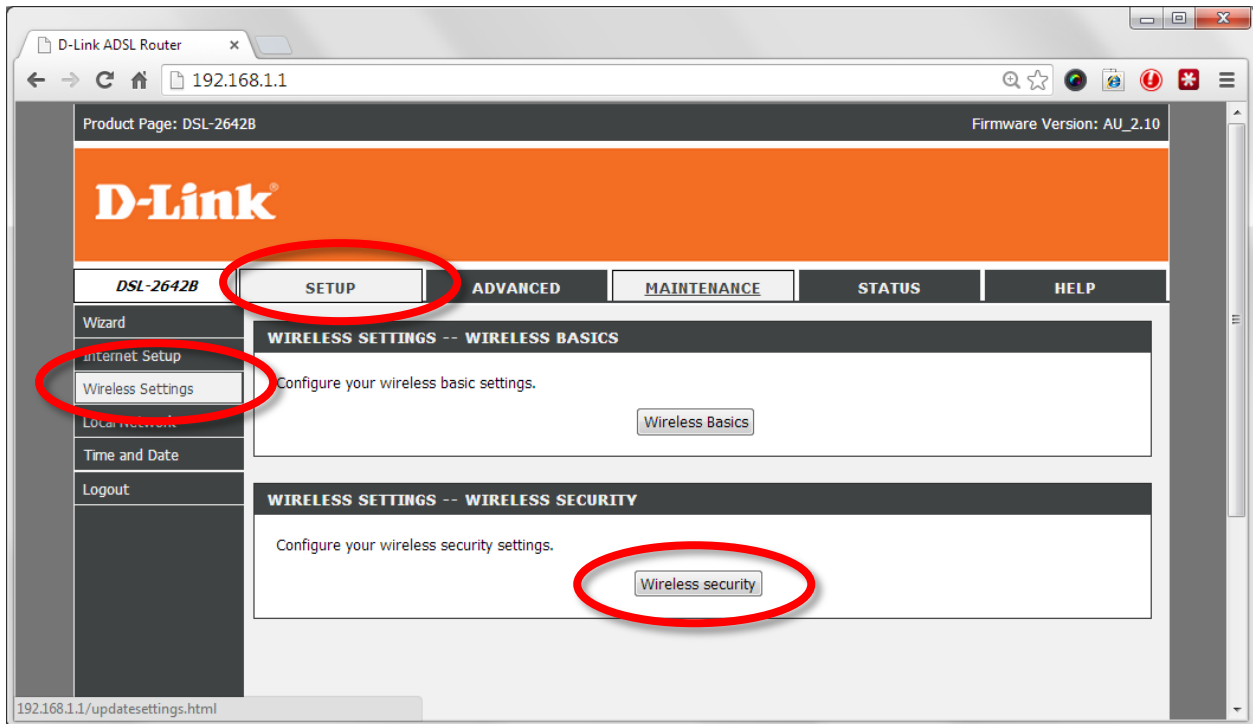 D-Link ADSL Router
192.168.1.1
Product Page: DSL-2642B Firmware Version: AU_2.10
D-Link®
DSL-2642B SETUP ADVANCED MAINTENANCE STATUS HELP
Wizard
Internet Setup
Wireless Settings
Local Network
Time and Date
Logout
WIRELESS SETTINGS -- WIRELESS BASICS
Configure your wireless basic settings.
Wireless Basics
WIRELESS SETTINGS -- WIRELESS SECURITY
Configure your wireless security settings.
Wireless security
192.168.1.1/updatesettings.html